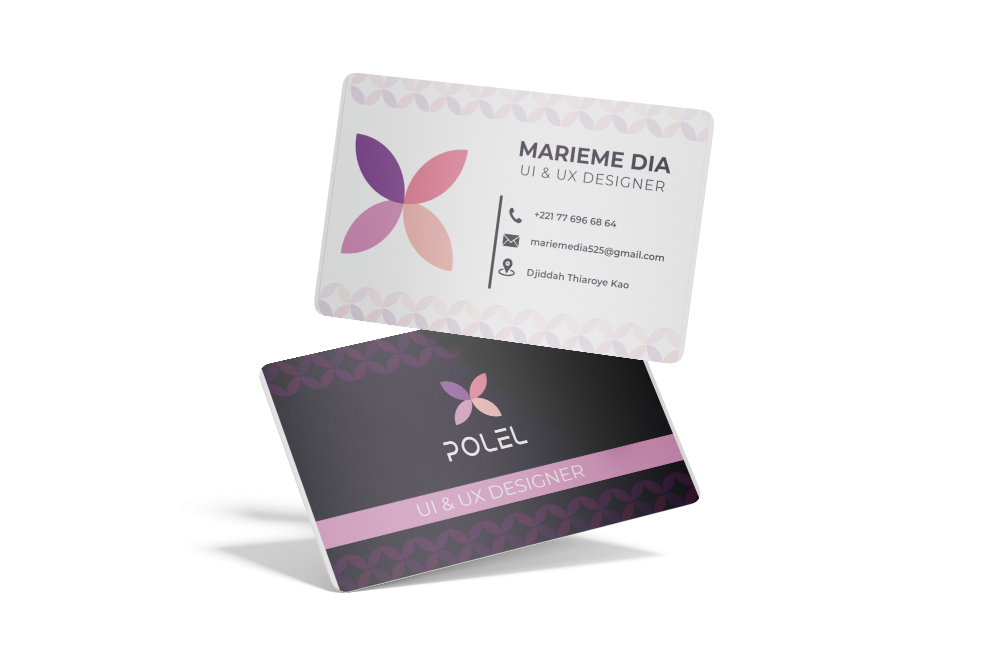 MARIEME DIA
UI & UX DESIGNER
+221 77 696 68 64
mariemedia525@gmail.com
Djiddah Thiaroye Kao
POLEL
UI & UX DESIGNER